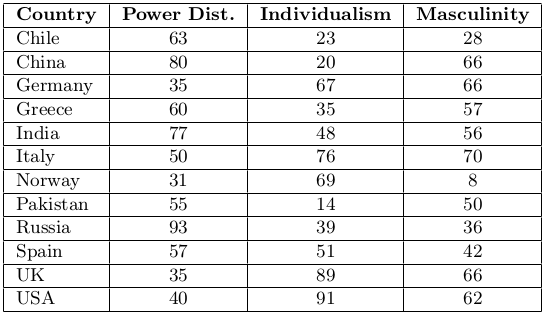 Country Power Dist. Individualism Masculinity
Chile 63 23 28
China 80 20 66
Germany 35 67 66
Greece 60 35 57
India 77 48 56
Italy 50 76 70
Norway 31 69 8
Pakistan 55 14 50
Russia 93 39 36
Spain 57 51 42
UK 35 89 66
USA 40 91 62